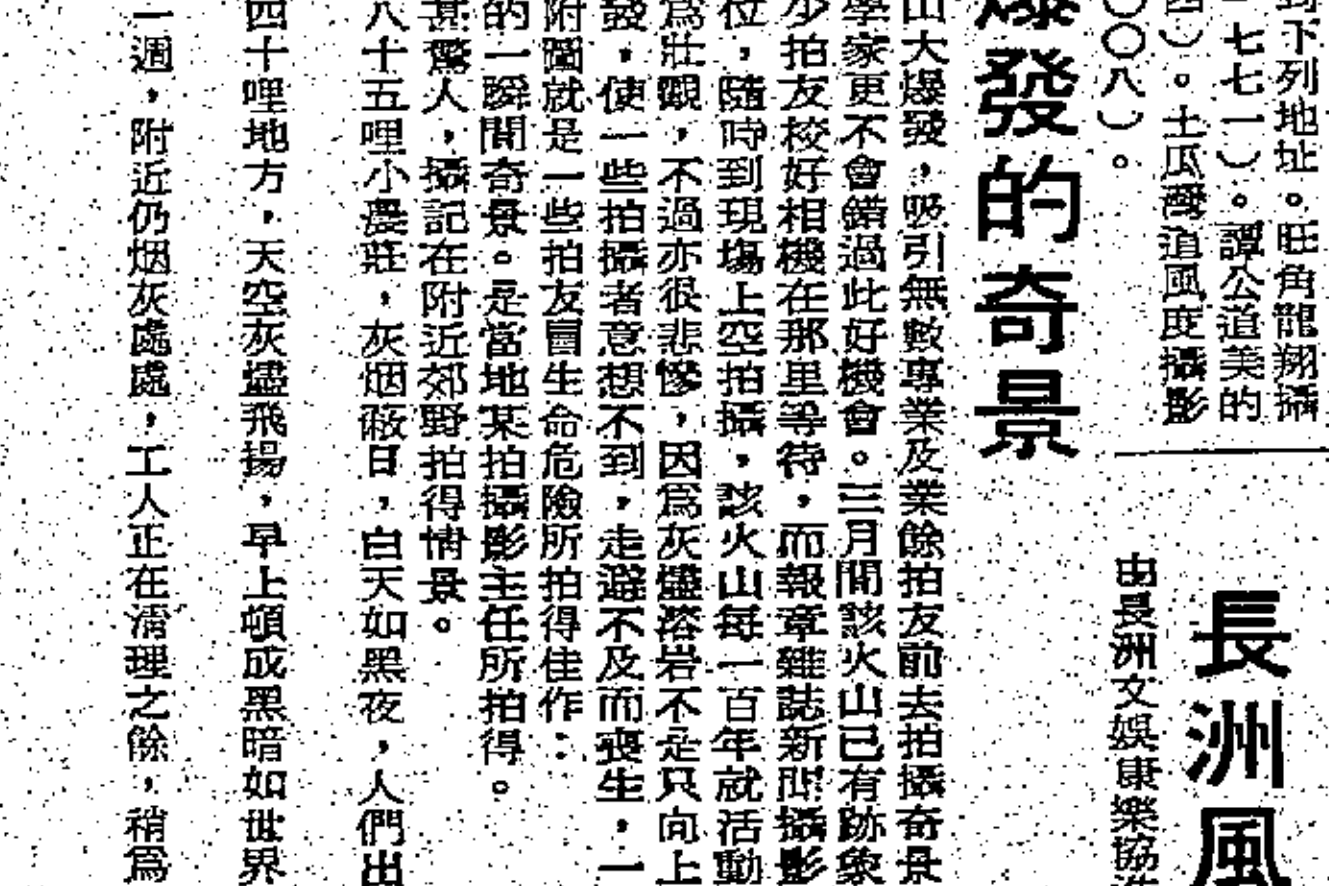 到下列地址。旺角龍翔攝
七七一)。譚公道美的
四)。土瓜灣道風度攝影
〇〇八)。
爆發的奇景
山大爆發,吸引無數專業及業餘拍友前去拍攝奇景
學家更不會錯過此好機會。三月間該火山已有跡象
少拍友校好相機在那里等待,而報章雜誌新聞攝影
位,隨時到現場上空拍攝,該火山每一百年就活動
為壯觀,不過亦很悲慘,因為灰燼溶岩不是只向上
發,使一些拍攝者意想不到,走避不及而喪生,一
附圖就是一些拍友冒生命危險所拍得佳作:
的一瞬間奇景。是當地某拍攝影主任所拍得。
甚驚人,攝記在附近郊野拍得情景。
八十五哩小農莊,灰烟蔽日,白天如黑夜,人們出
四十哩地方,天空灰燼飛揚,早上頓成黑暗如世界
一週,附近仍烟灰處處,工人正在清理之餘,稍為
長洲風
由長洲文娛康樂協進